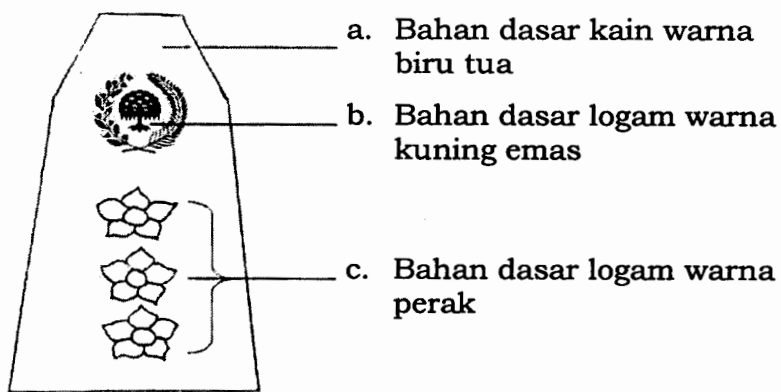 a. Bahan dasar kain warna
biru tua
b. Bahan dasar logam warna
kuning emas
c. Bahan dasar logam warna
perak